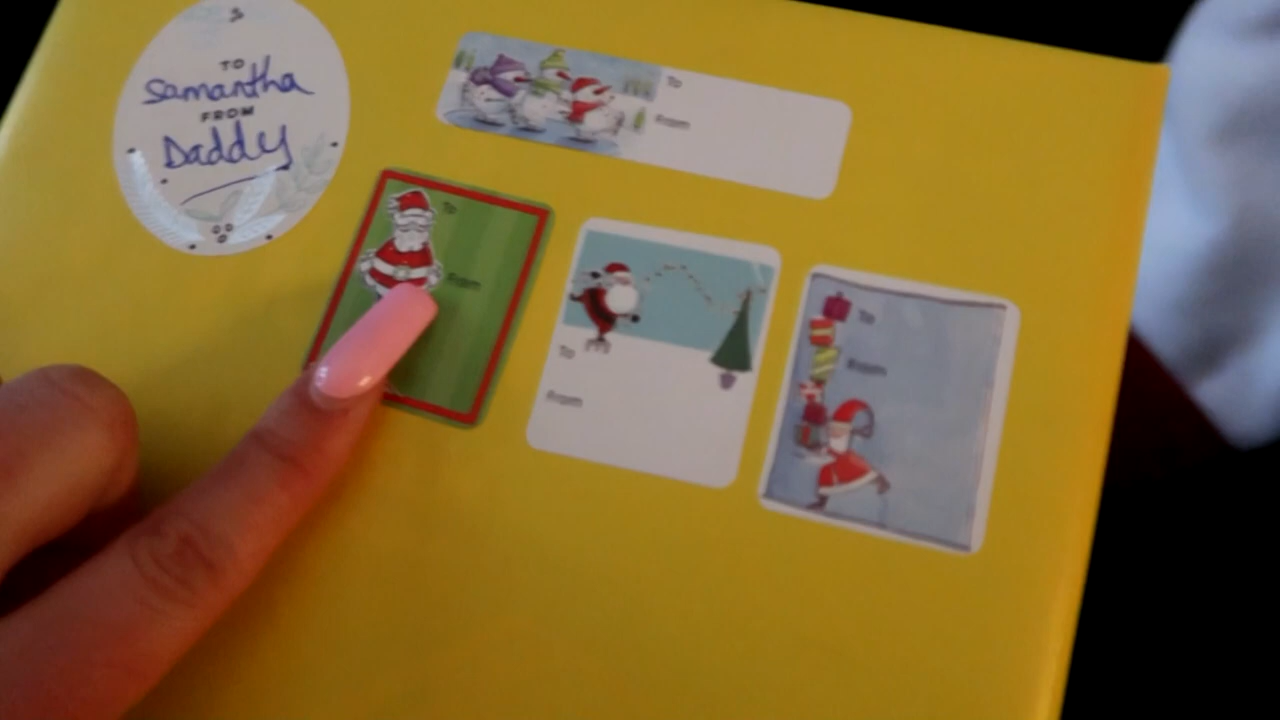 TO
Samantha
FROM
Daddy
To
From
To
From
To
From
To
From